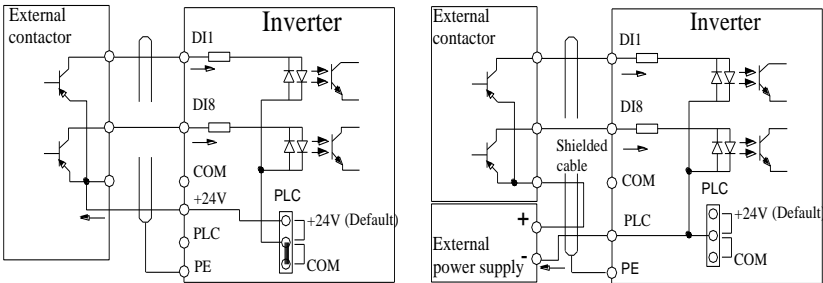 External
contactor
Inverter
DI1
DI8
COM
+24V
PLC
PE
PLC
+24V (Default)
COM
External
contactor
Inverter
DI1
DI8
Shielded
cable
COM
PLC
PE
PLC
+24V (Default)
COM
+
External
power supply
-